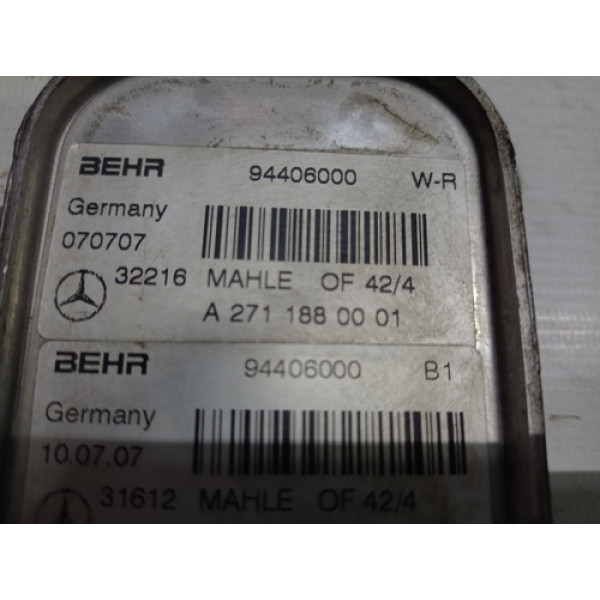 BEHR 94406000 W-R
Germany
070707
32216 MAHLE OF 42/4
A 271 188 00 01
BEHR 94406000 B1
Germany
10.07.07
31612 MAHLE OF 42/4